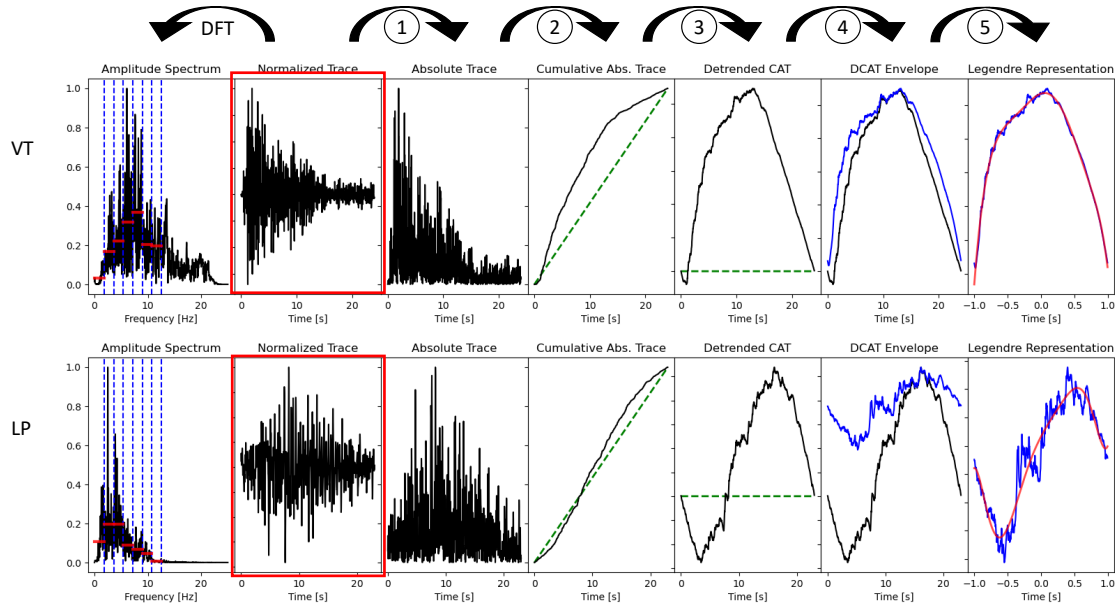 DFT 1 2 3 4 5
Amplitude Spectrum Normalized Trace Absolute Trace Cumulative Abs. Trace Detrended CAT DCAT Envelope Legendre Representation
VT
1.0
0.8
0.6
0.4
0.2
0.0
0 10 20 0 10 20 0 10 20 0 10 20 0 10 20 0 10 20 -1.0 -0.5 0.0 0.5 1.0
Frequency [Hz] Time [s] Time [s] Time [s] Time [s] Time [s] Time [s]
Amplitude Spectrum Normalized Trace Absolute Trace Cumulative Abs. Trace Detrended CAT DCAT Envelope Legendre Representation
LP
1.0
0.8
0.6
0.4
0.2
0.0
0 10 20 0 10 20 0 10 20 0 10 20 0 10 20 0 10 20 -1.0 -0.5 0.0 0.5 1.0
Frequency [Hz] Time [s] Time [s] Time [s] Time [s] Time [s] Time [s]